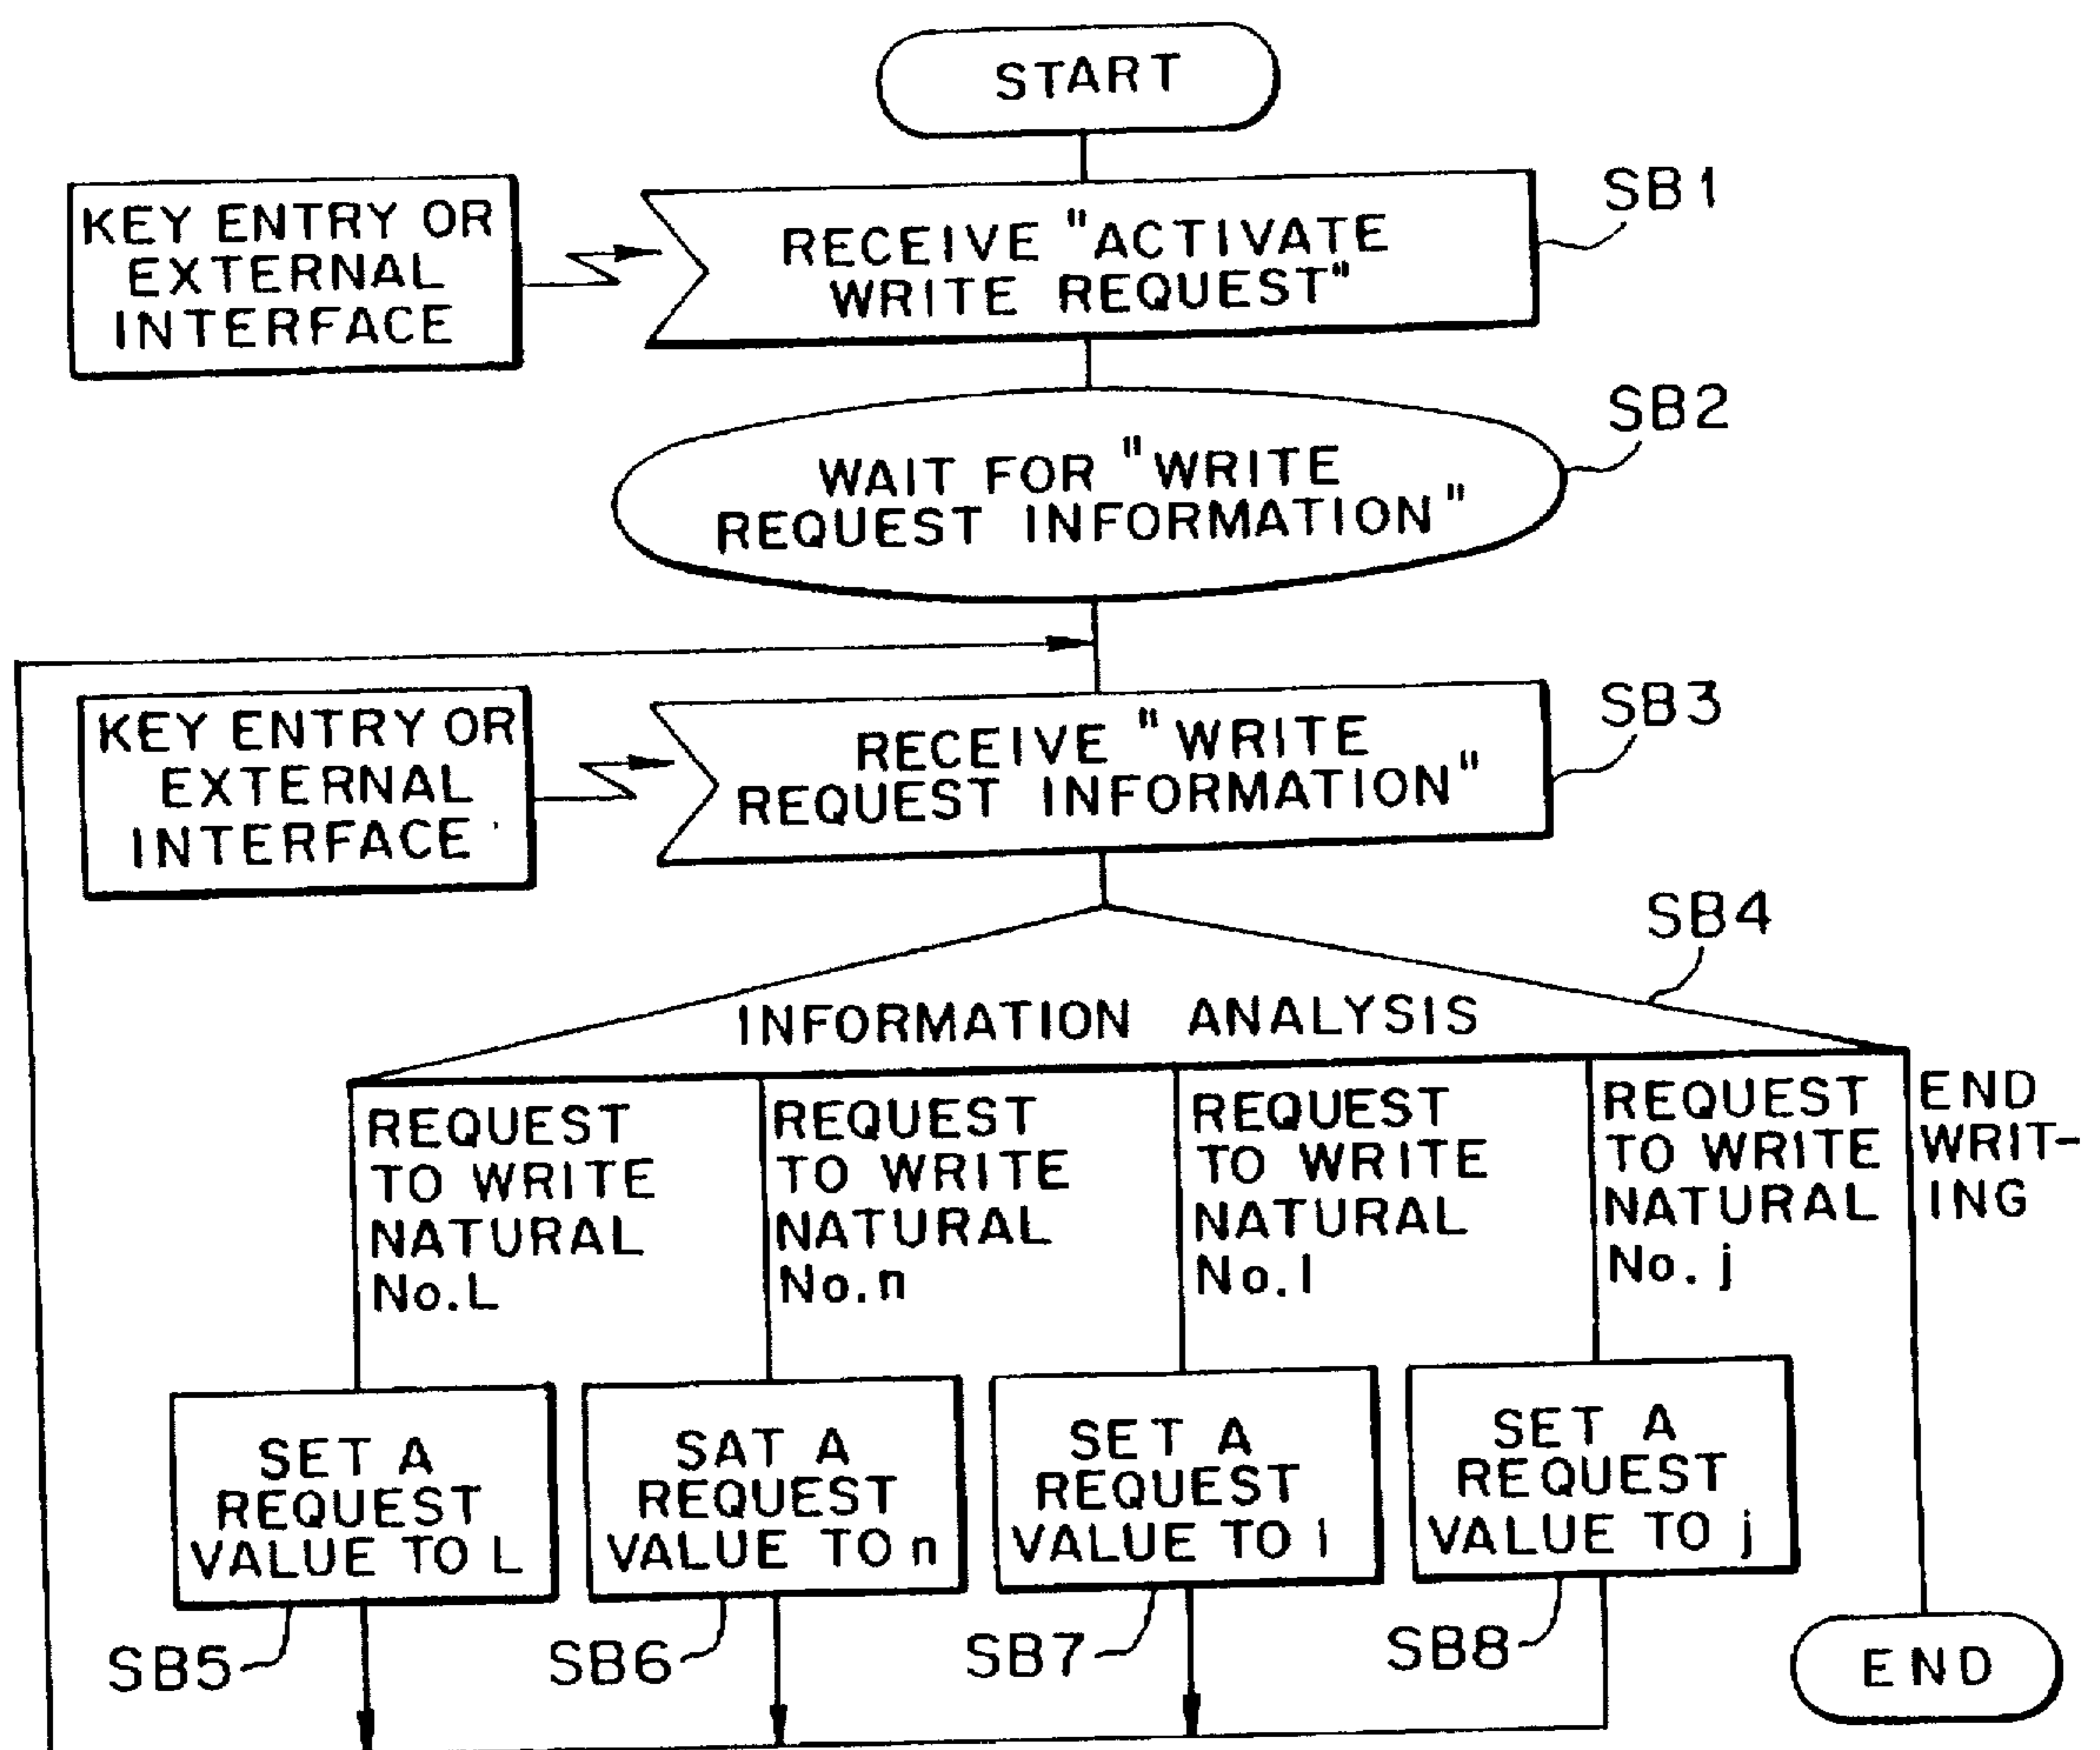 START
SB1
KEY ENTRY OR
EXTERNAL
INTERFACE
RECEIVE "ACTIVATE
WRITE REQUEST"
SB2
WAIT FOR "WRITE
REQUEST INFORMATION"
SB3
KEY ENTRY OR
EXTERNAL
INTERFACE
RECEIVE "WRITE
REQUEST INFORMATION"
SB4
INFORMATION ANALYSIS
REQUEST
TO WRITE
NATURAL
No.L
REQUEST
TO WRITE
NATURAL
No.n
REQUEST
TO WRITE
NATURAL
No.I
REQUEST
TO WRITE
NATURAL
No. j
END
WRIT-
ING
SET A
REQUEST
VALUE TO L
SAT A
REQUEST
VALUE TO n
SET A
REQUEST
VALUE TO I
SET A
REQUEST
VALUE TO j
SB5
SB6
SB7
SB8
END